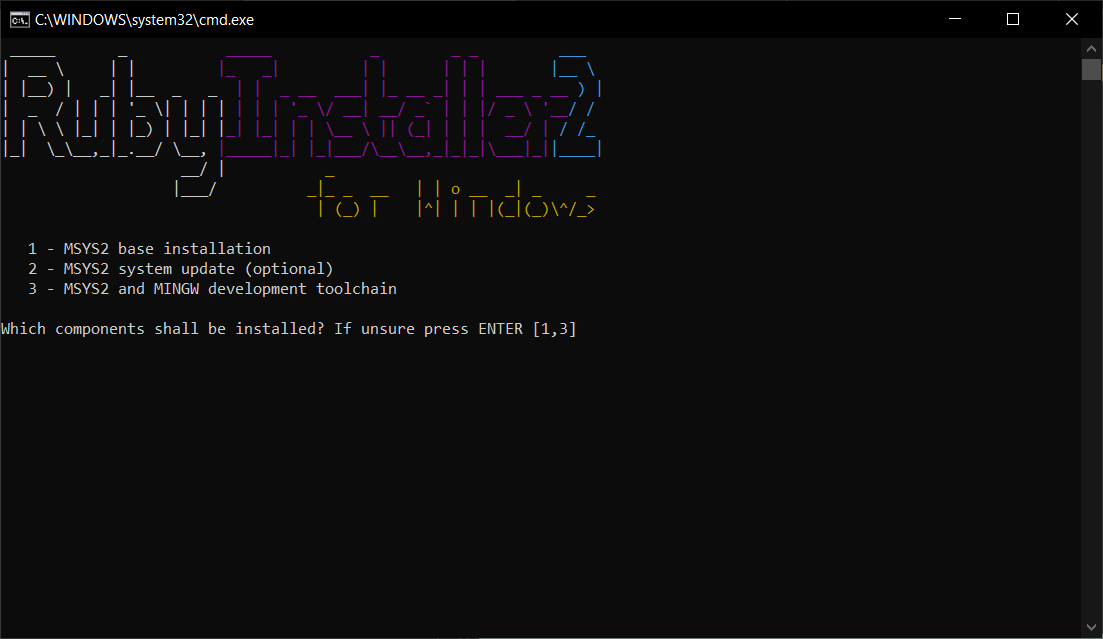 C:\WINDOWS\system32\cmd.exe
RubyInstaller2
for Windows
1 - MSYS2 base installation
2 - MSYS2 system update (optional)
3 - MSYS2 and MINGW development toolchain
Which components shall be installed? If unsure press ENTER [1,3]